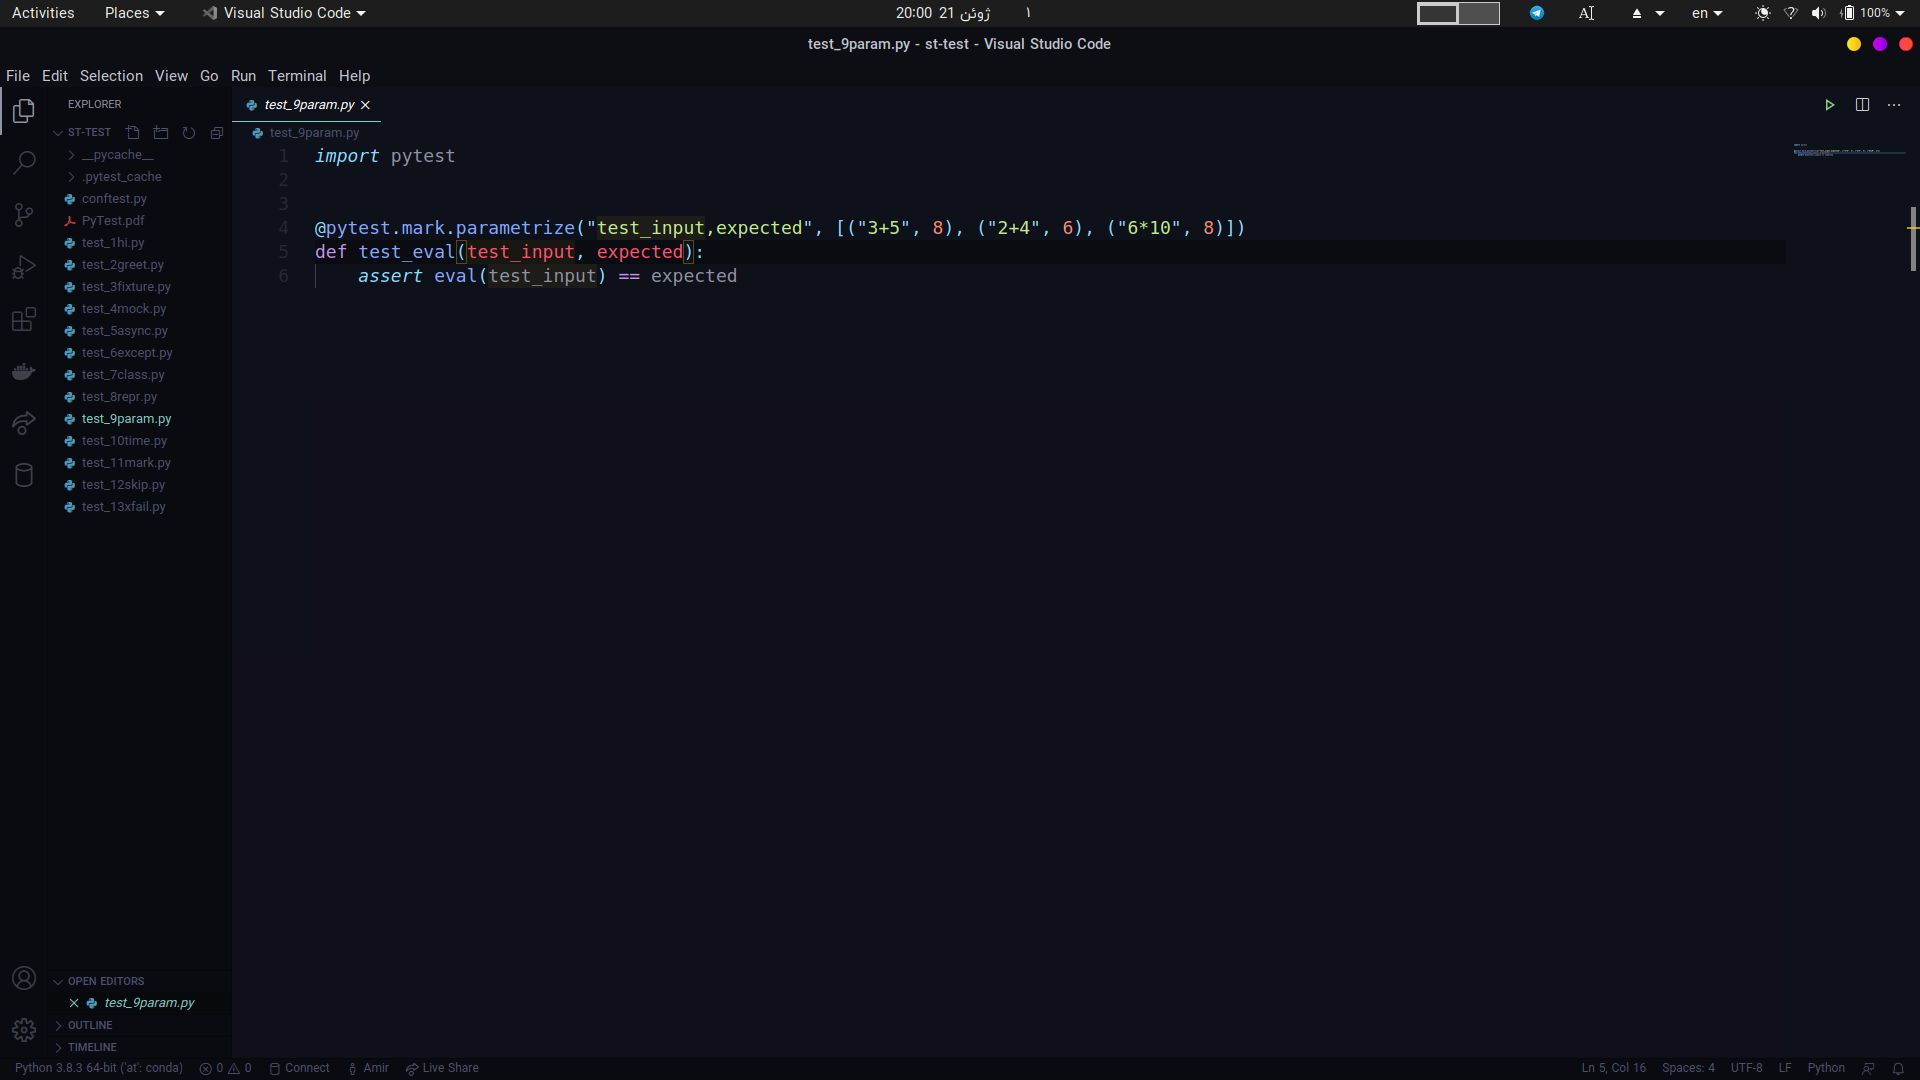 Activities Places Visual Studio Code 20:00 21 ژوئن ۱ en 100%
test_9param.py - st-test - Visual Studio Code
File Edit Selection View Go Run Terminal Help
EXPLORER
ST-TEST
__pycache__
.pytest_cache
conftest.py
PyTest.pdf
test_1hi.py
test_2greet.py
test_3fixture.py
test_4mock.py
test_5async.py
test_6except.py
test_7class.py
test_8repr.py
test_9param.py
test_10time.py
test_11mark.py
test_12skip.py
test_13xfail.py
OPEN EDITORS
test_9param.py
OUTLINE
TIMELINE
test_9param.py
test_9param.py
1 import pytest
2
3
4 @pytest.mark.parametrize("test_input,expected", [("3+5", 8), ("2+4", 6), ("6*10", 8)])
5 def test_eval(test_input, expected):
6 assert eval(test_input) == expected
Python 3.8.3 64-bit ('at': conda) 0 0 Connect Amir Live Share Ln 5, Col 16 Spaces: 4 UTF-8 LF Python